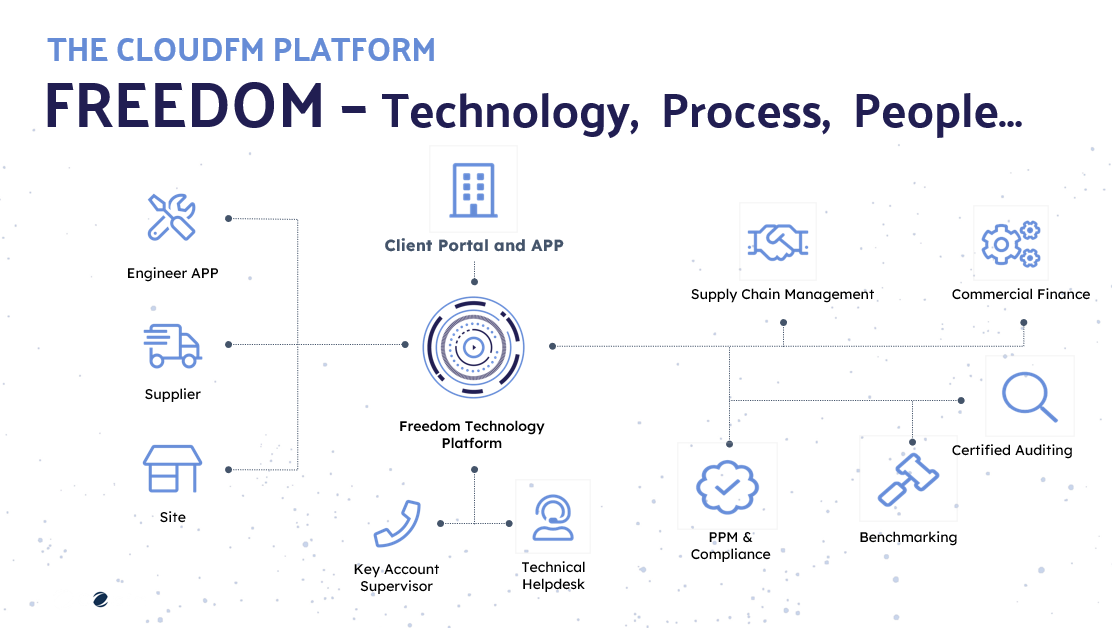 THE CLOUDFM PLATFORM
FREEDOM – Technology, Process, People...
Client Portal and APP
Engineer APP
Supply Chain Management
Commercial Finance
Supplier
Freedom Technology
Platform
Certified Auditing
Site
PPM &
Compliance
Benchmarking
Key Account
Supervisor
Technical
Helpdesk